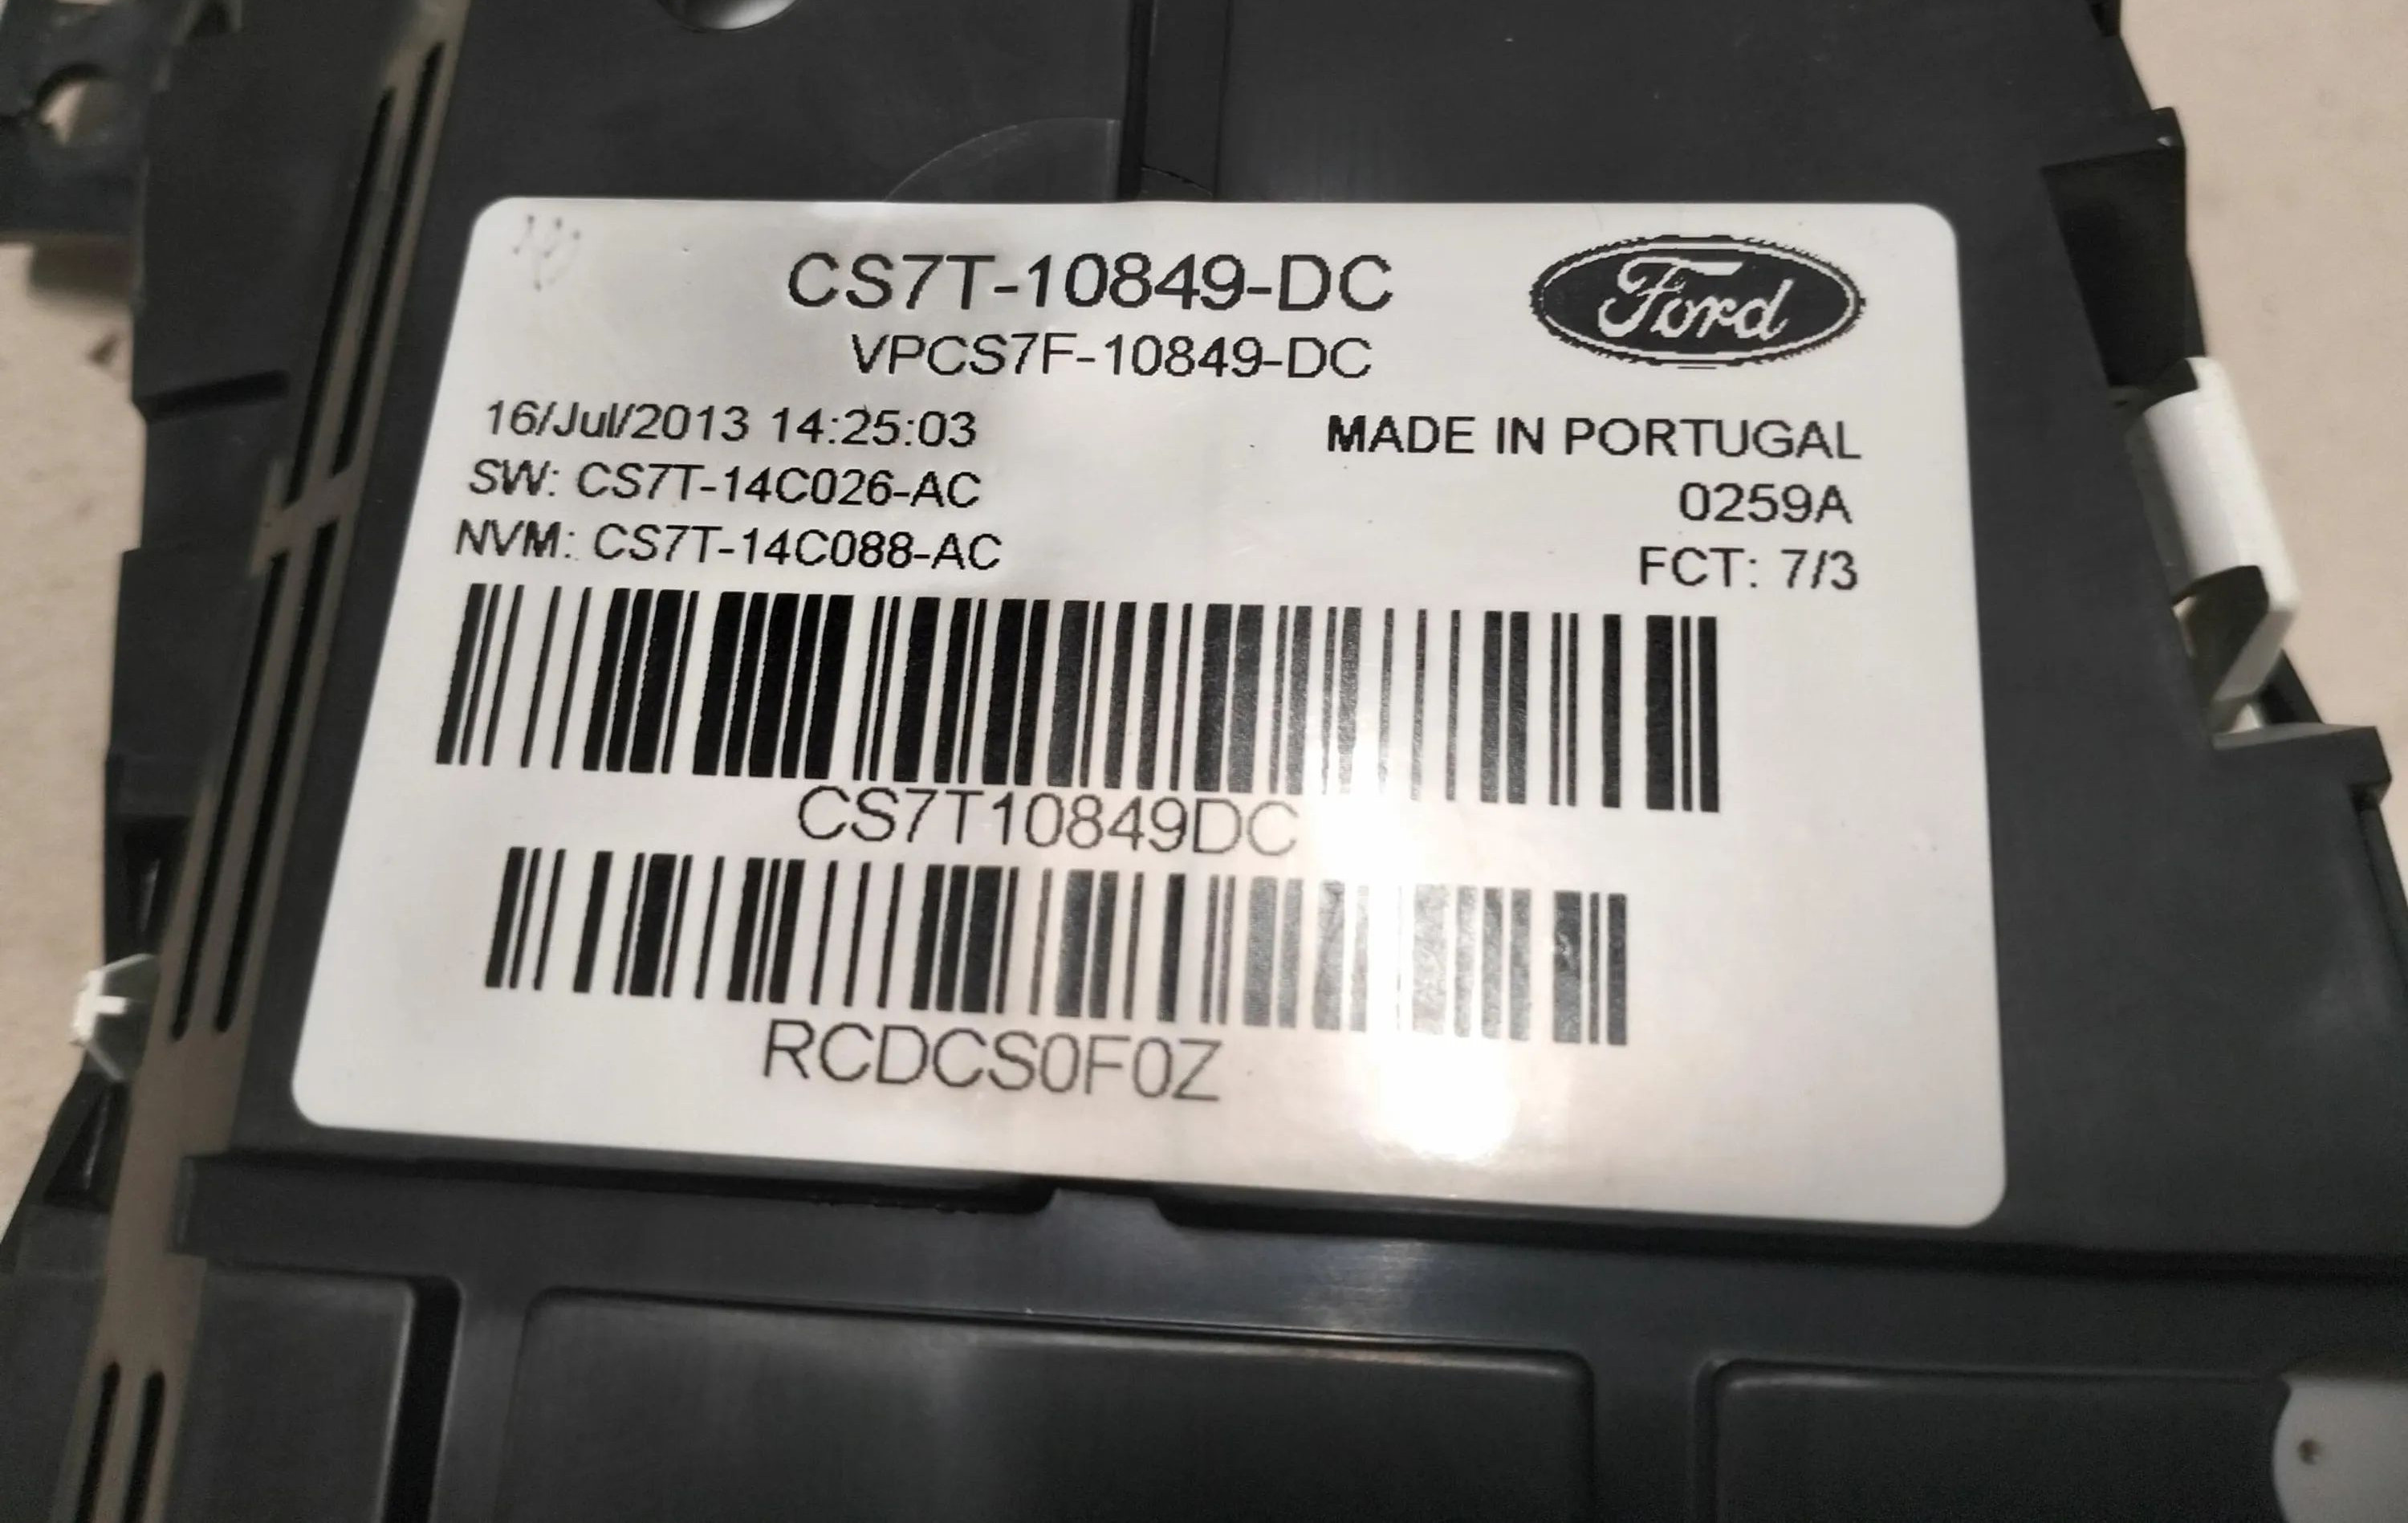 CS7T-10849-DC
Ford
VPCS7F-10849-DC
16/Jul/2013 14:25:03
MADE IN PORTUGAL
SW: CS7T-14C026-AC
0259A
NVM: CS7T-14C088-AC
FCT: 7/3
CS7T10849DC
RCDCS0F0Z